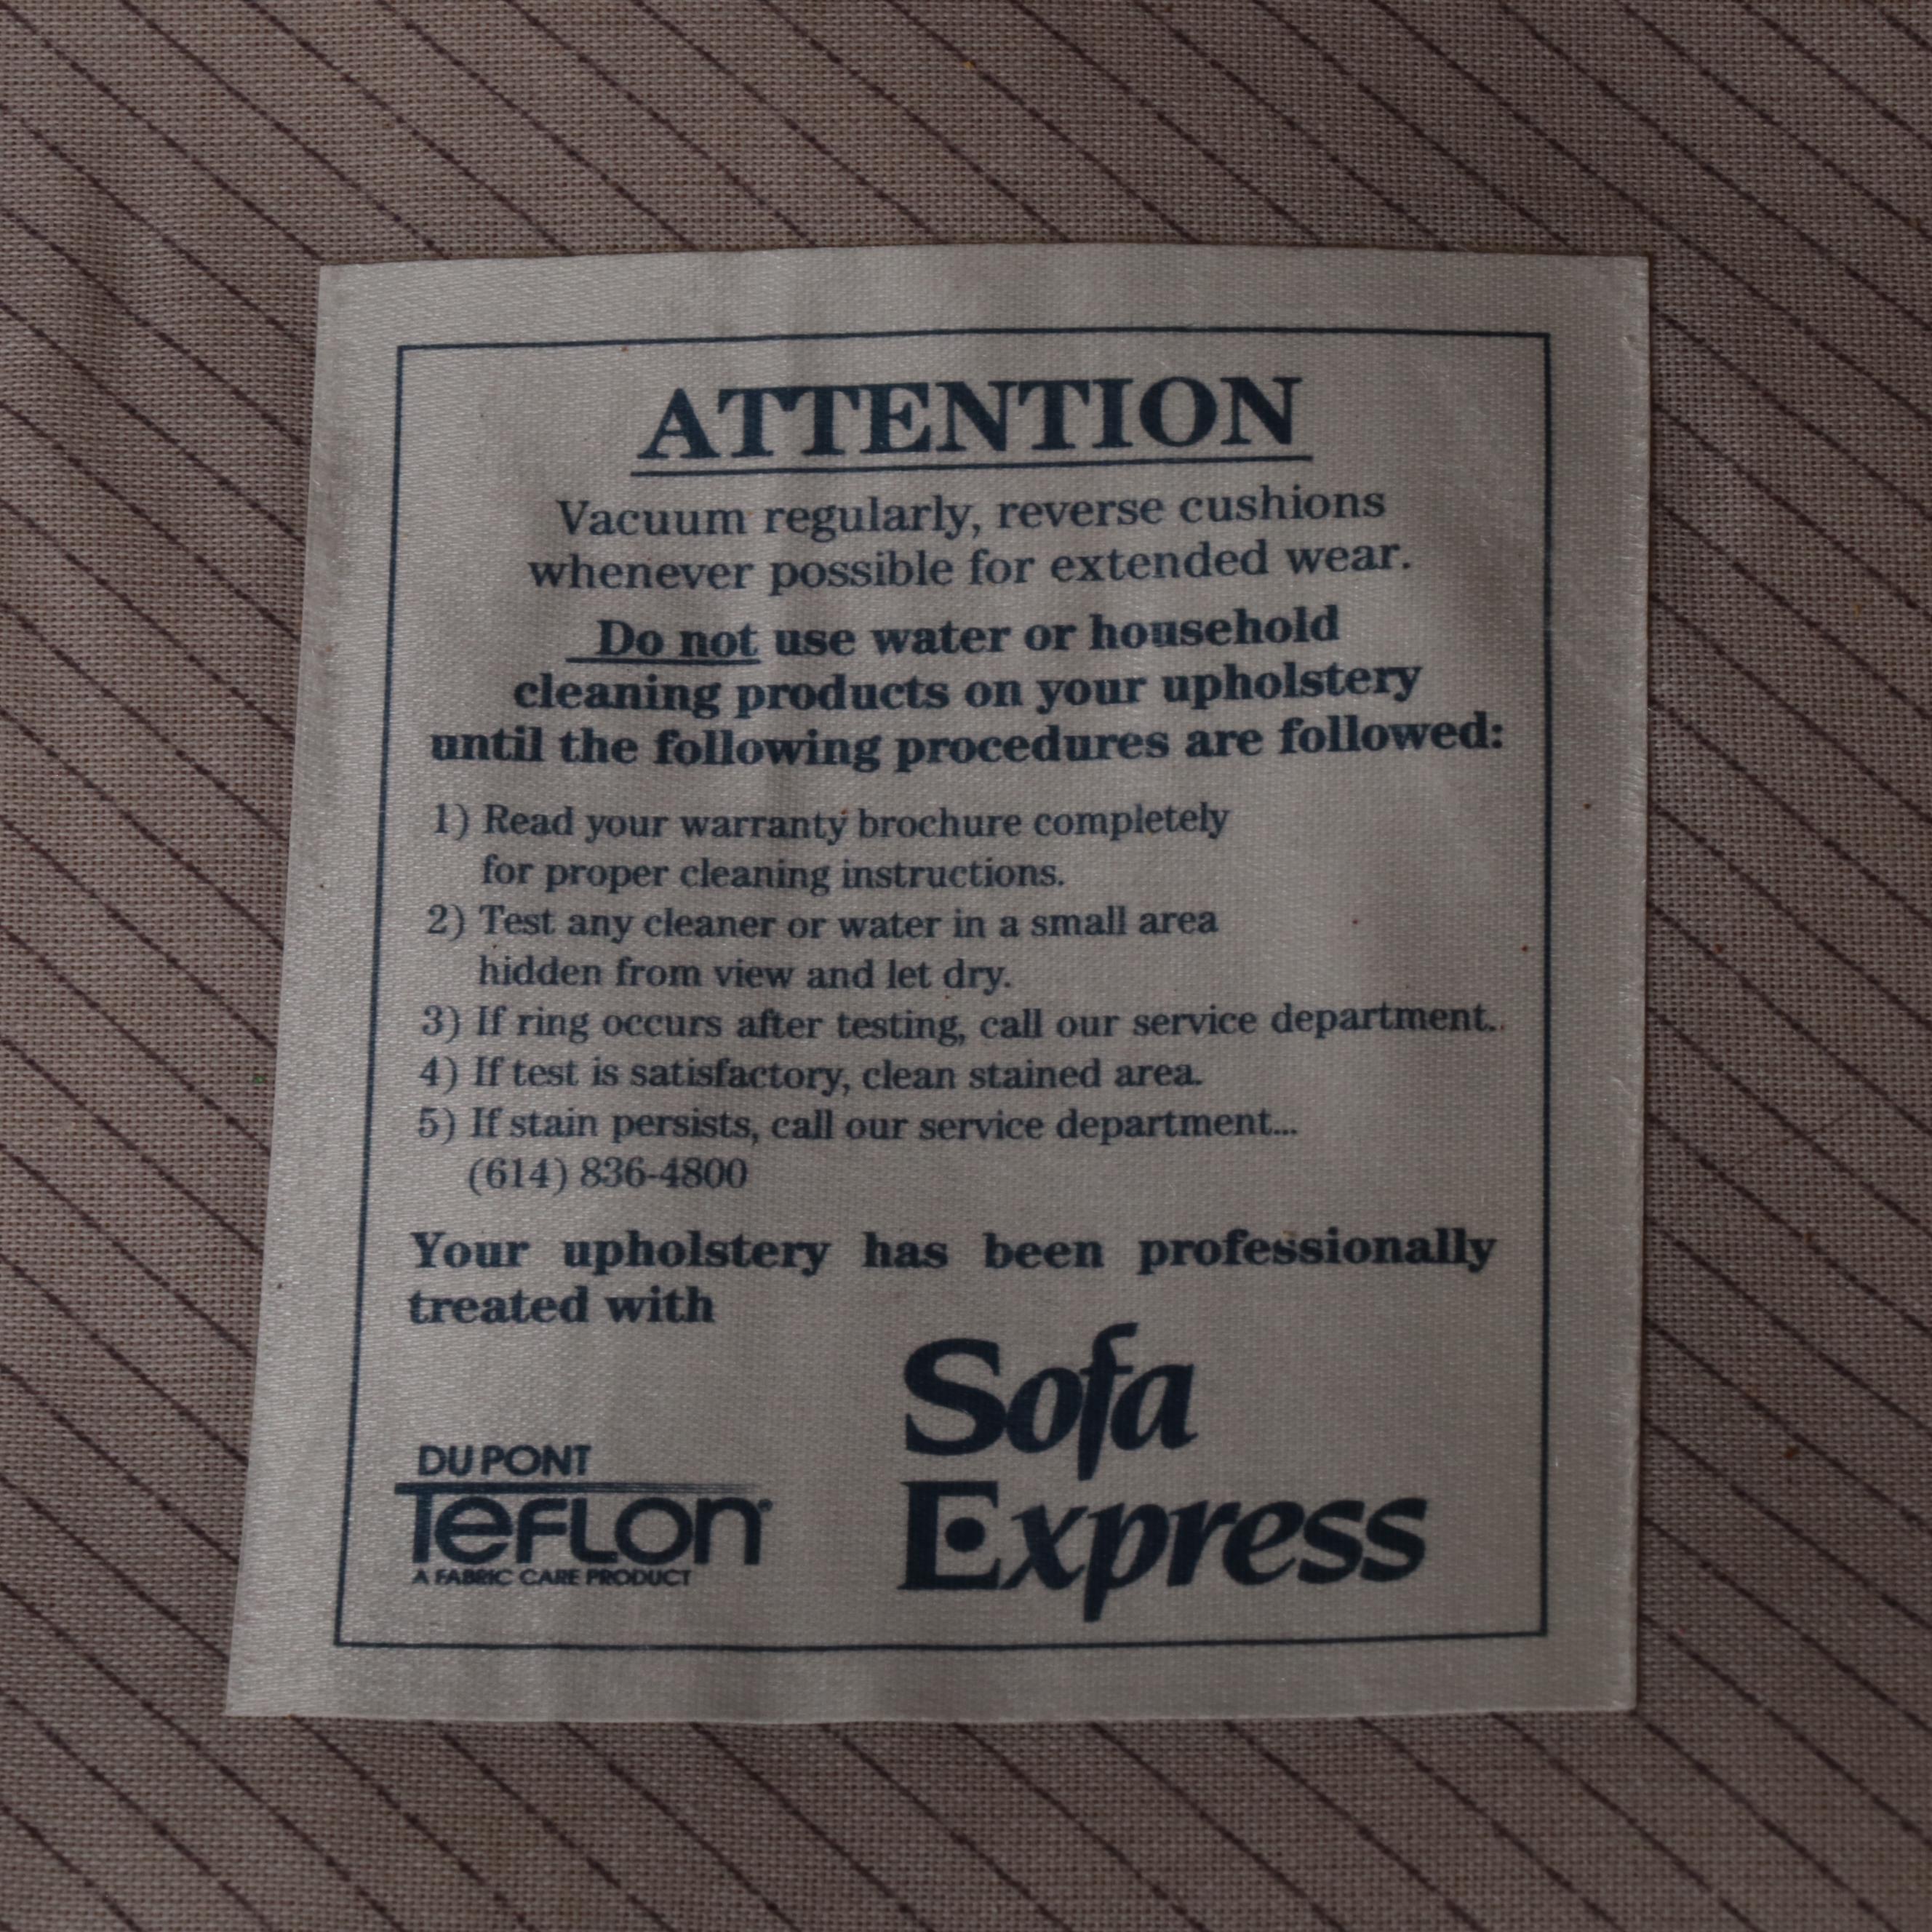 ATTENTION
Vacuum regularly, reverse cushions
whenever possible for extended wear.
Do not use water or household
cleaning products on your upholstery
until the following procedures are followed:
1) Read your warranty brochure completely
for proper cleaning instructions.
2) Test any cleaner or water in a small area
hidden from view and let dry.
3) If ring occurs after testing, call our service department..
4) If test is satisfactory, clean stained area.
5) If stain persists, call our service department...
(614) 836-4800
Your upholstery has been professionally
treated with
DU PONT
TEFLON®
A FABRIC CARE PRODUCT
Sofa
Express